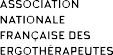 ASSOCIATION
NATIONALE
FRANÇAISE DES
ERGOTHÉRAPEUTES